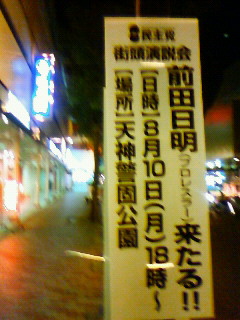 民主党
街頭演説会
前田日明(プロレスラー)来たる!!
【日時】8月10日(月)18時〜
【場所】天神警固公園